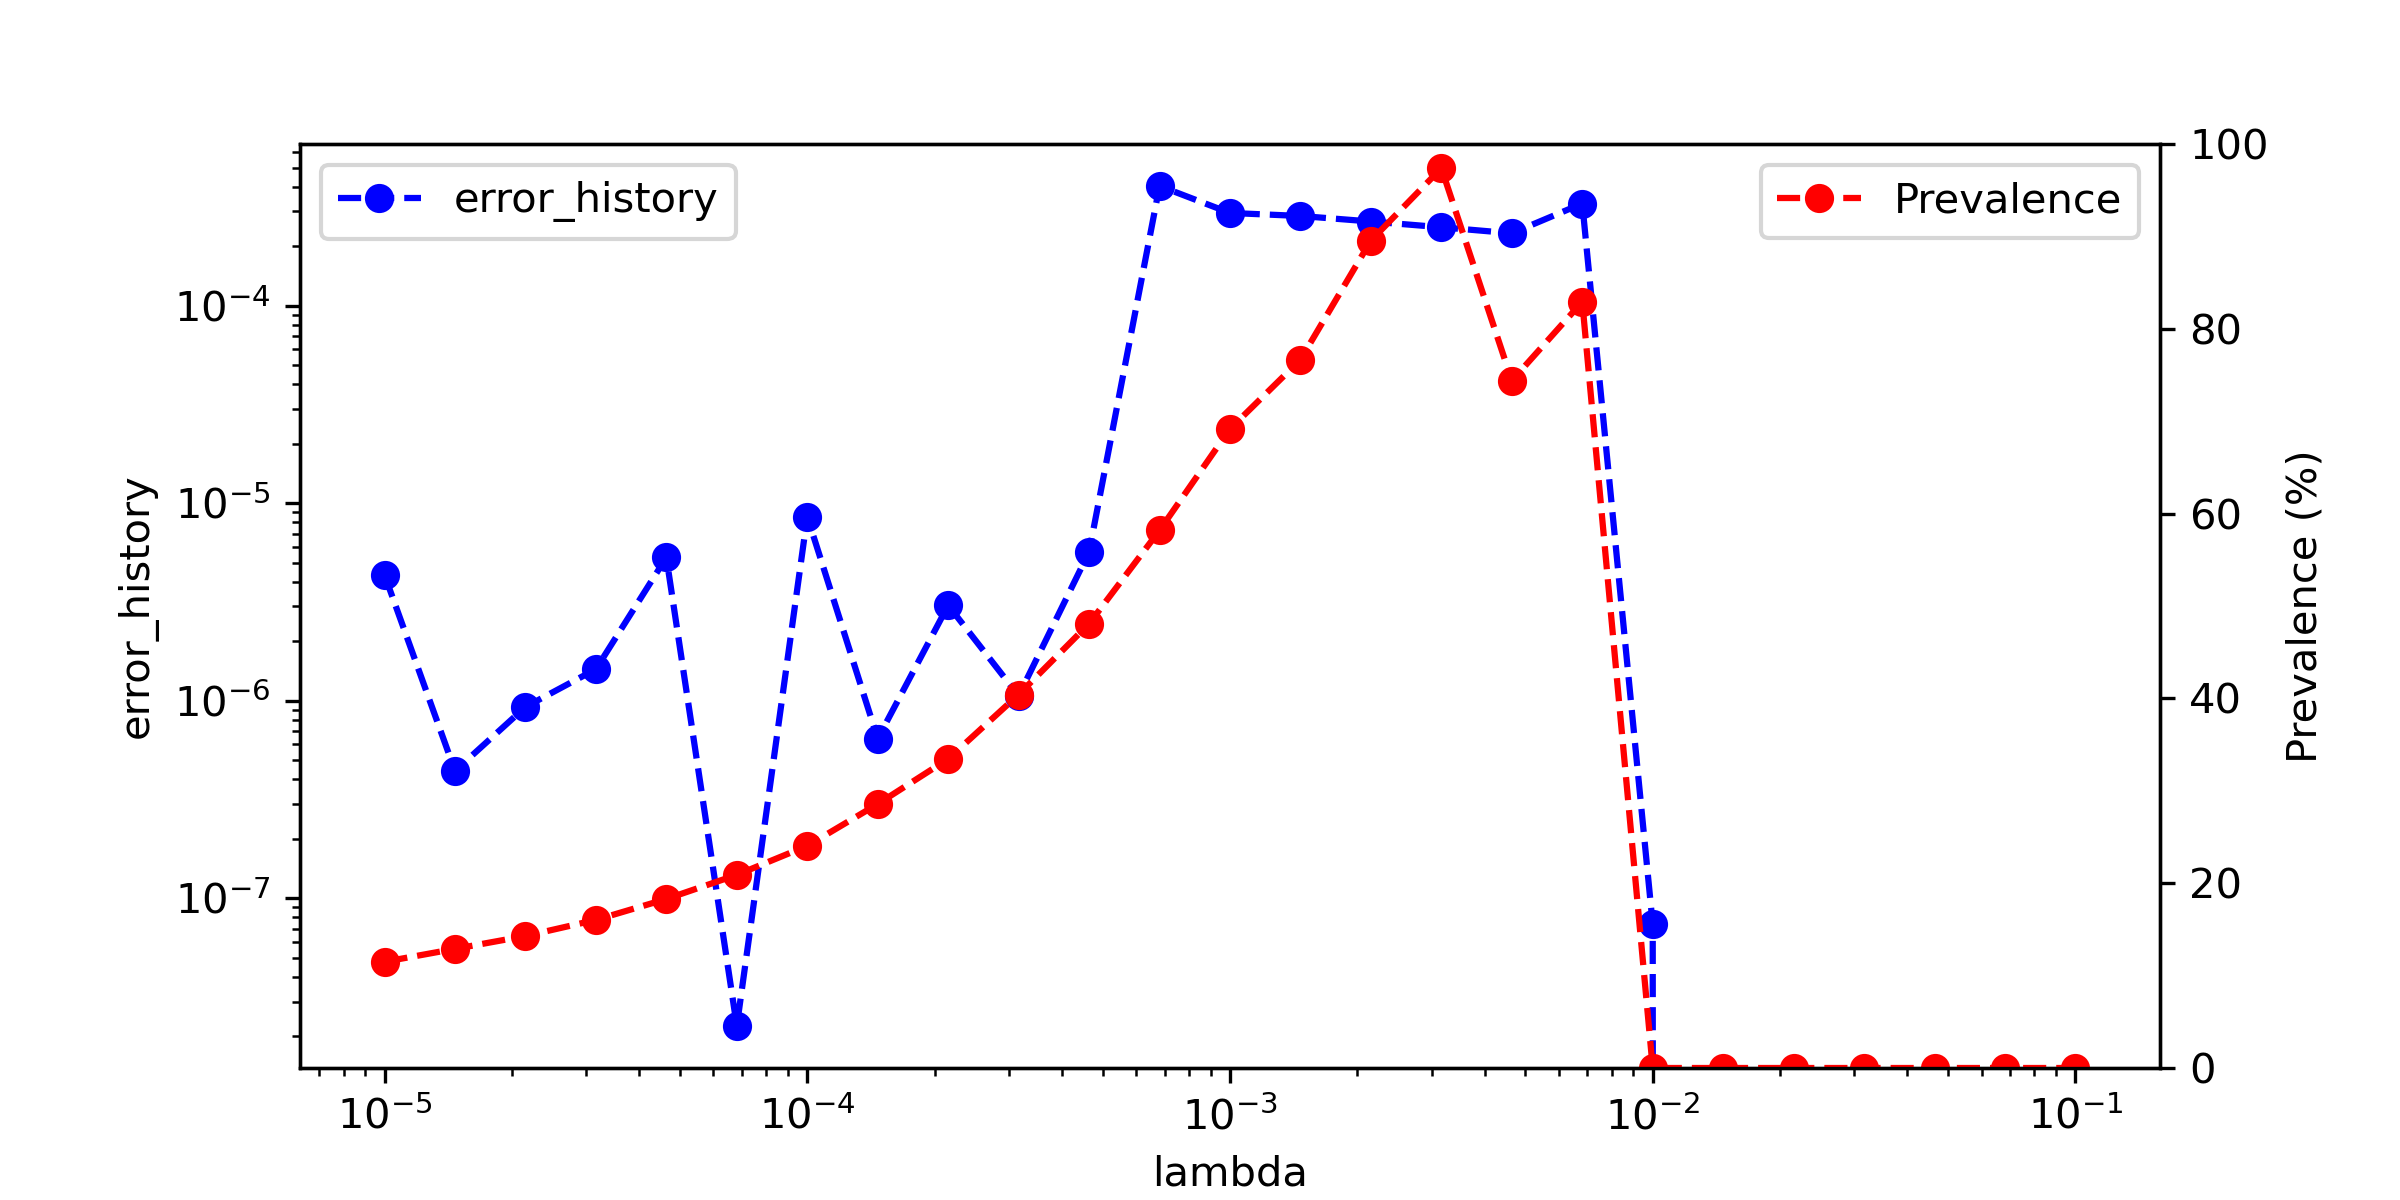 error_history
Prevalence
10⁻⁴
10⁻⁵
10⁻⁶
10⁻⁷
error_history
100
80
60
40
20
0
Prevalence (%)
10⁻⁵ 10⁻⁴ 10⁻³ 10⁻² 10⁻¹
lambda